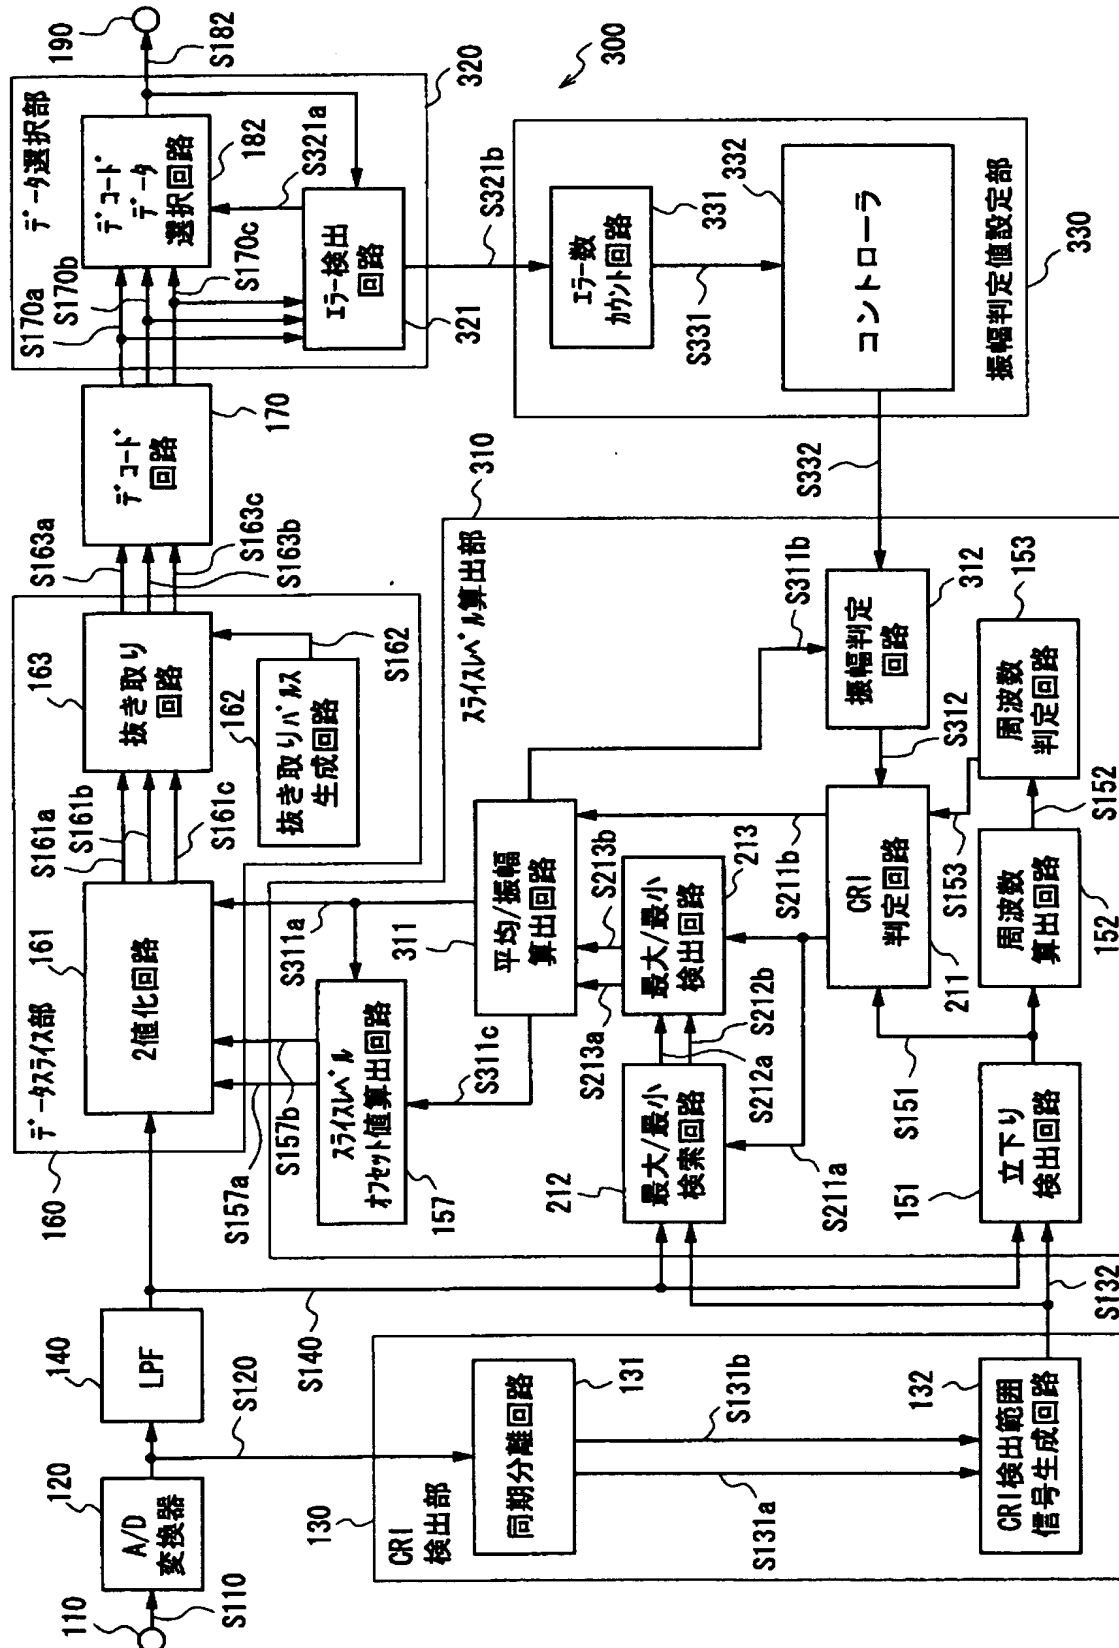 110
S110
120
A/D
変換器
S120
140
LPF
S140
130
CRI
検出部
同期分離回路
131
S131a
S131b
132
CRI検出範囲
信号生成回路
S132
160
データスライス部
161
2値化回路
S161a
S161b
S161c
163
抜き取り
回路
162
抜き取りパルス
生成回路
S162
S163a
S163c
S163b
デコード
回路
170
S170a
S170b
S170c
データ選択部
デコード
データ
選択回路
182
S321a
エラー検出
回路
321
320
190
S182
300
S321b
エラー数
カウント回路
331
S331
332
コントローラ
振幅判定値設定部
330
S332
スライスレベル算出部
310
S157a
S157b
スライスレベル
オフセット値算出回路
157
S311a
311
平均/振幅
算出回路
S311c
S311b
S213a
S213b
212
最大/最小
検索回路
最大/最小
検出回路
213
S212a
S212b
S211a
S211b
CRI
判定回路
211
振幅判定
回路
312
S312
151
立下り
検出回路
S151
周波数
算出回路
152
S152
S153
周波数
判定回路
153